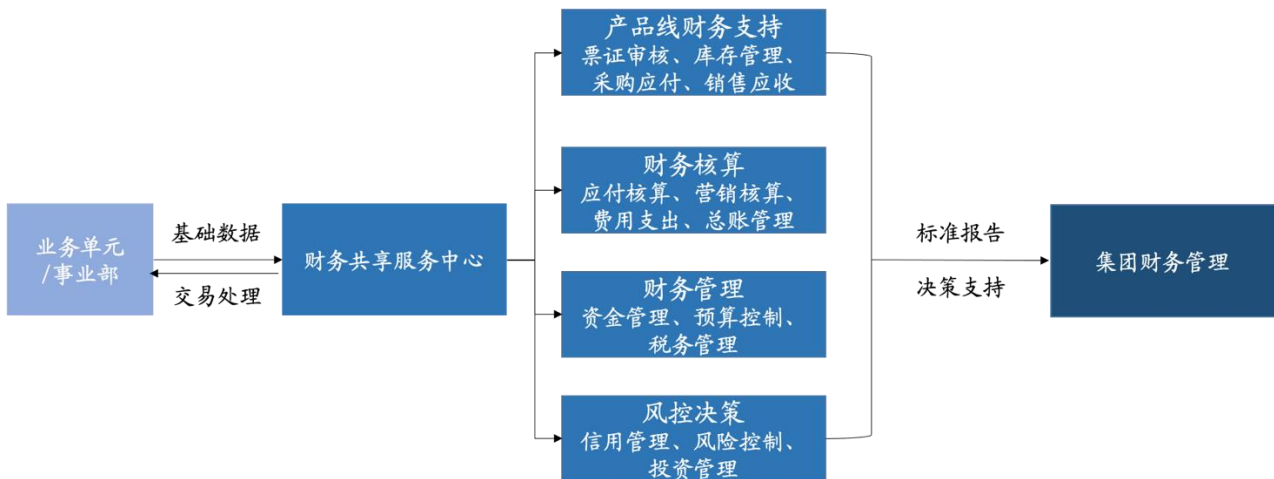 业务单元
/事业部
基础数据
交易处理
财务共享服务中心
产品线财务支持
票证审核、库存管理、
采购应付、销售应收
财务核算
应付核算、营销核算、
费用支出、总账管理
财务管理
资金管理、预算控制、
税务管理
风控决策
信用管理、风险控制、
投资管理
标准报告
决策支持
集团财务管理